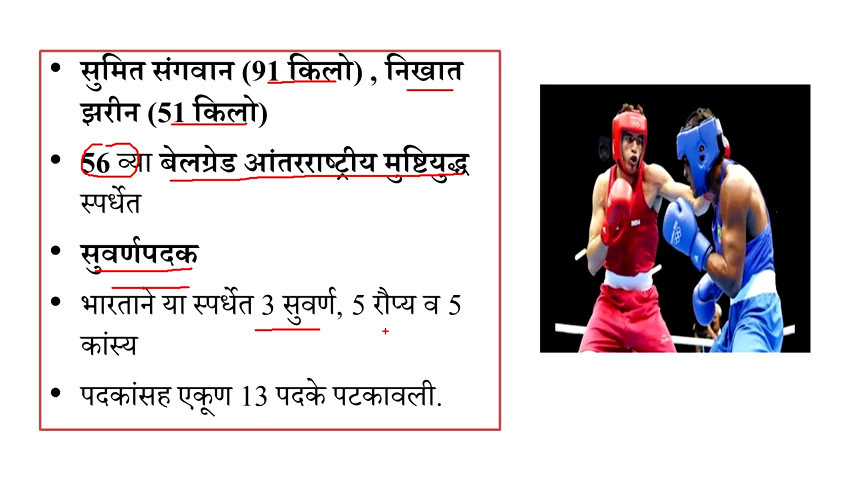 • सुमित संगवान (91 किलो) , निखात
झरीन (51 किलो)
• 56 व्या बेलग्रेड आंतरराष्ट्रीय मुष्टियुद्ध
स्पर्धेत
• सुवर्णपदक
• भारताने या स्पर्धेत 3 सुवर्ण, 5 रौप्य व 5
कांस्य
• पदकांसह एकूण 13 पदके पटकावली.
INDIA